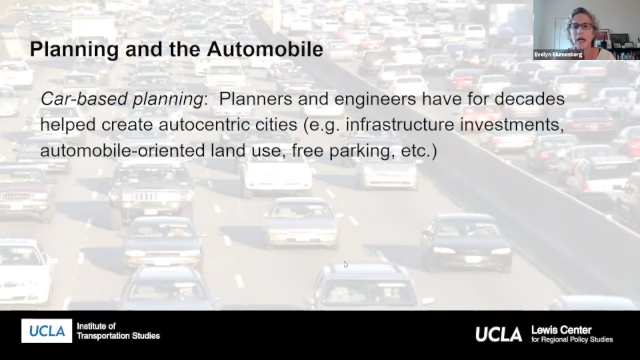 Planning and the Automobile
Evelyn Blumenberg
Car-based planning: Planners and engineers have for decades
helped create autocentric cities (e.g. infrastructure investments,
automobile-oriented land use, free parking, etc.)
UCLA
Institute of
Transportation Studies
UCLA
Lewis Center
for Regional Policy Studies